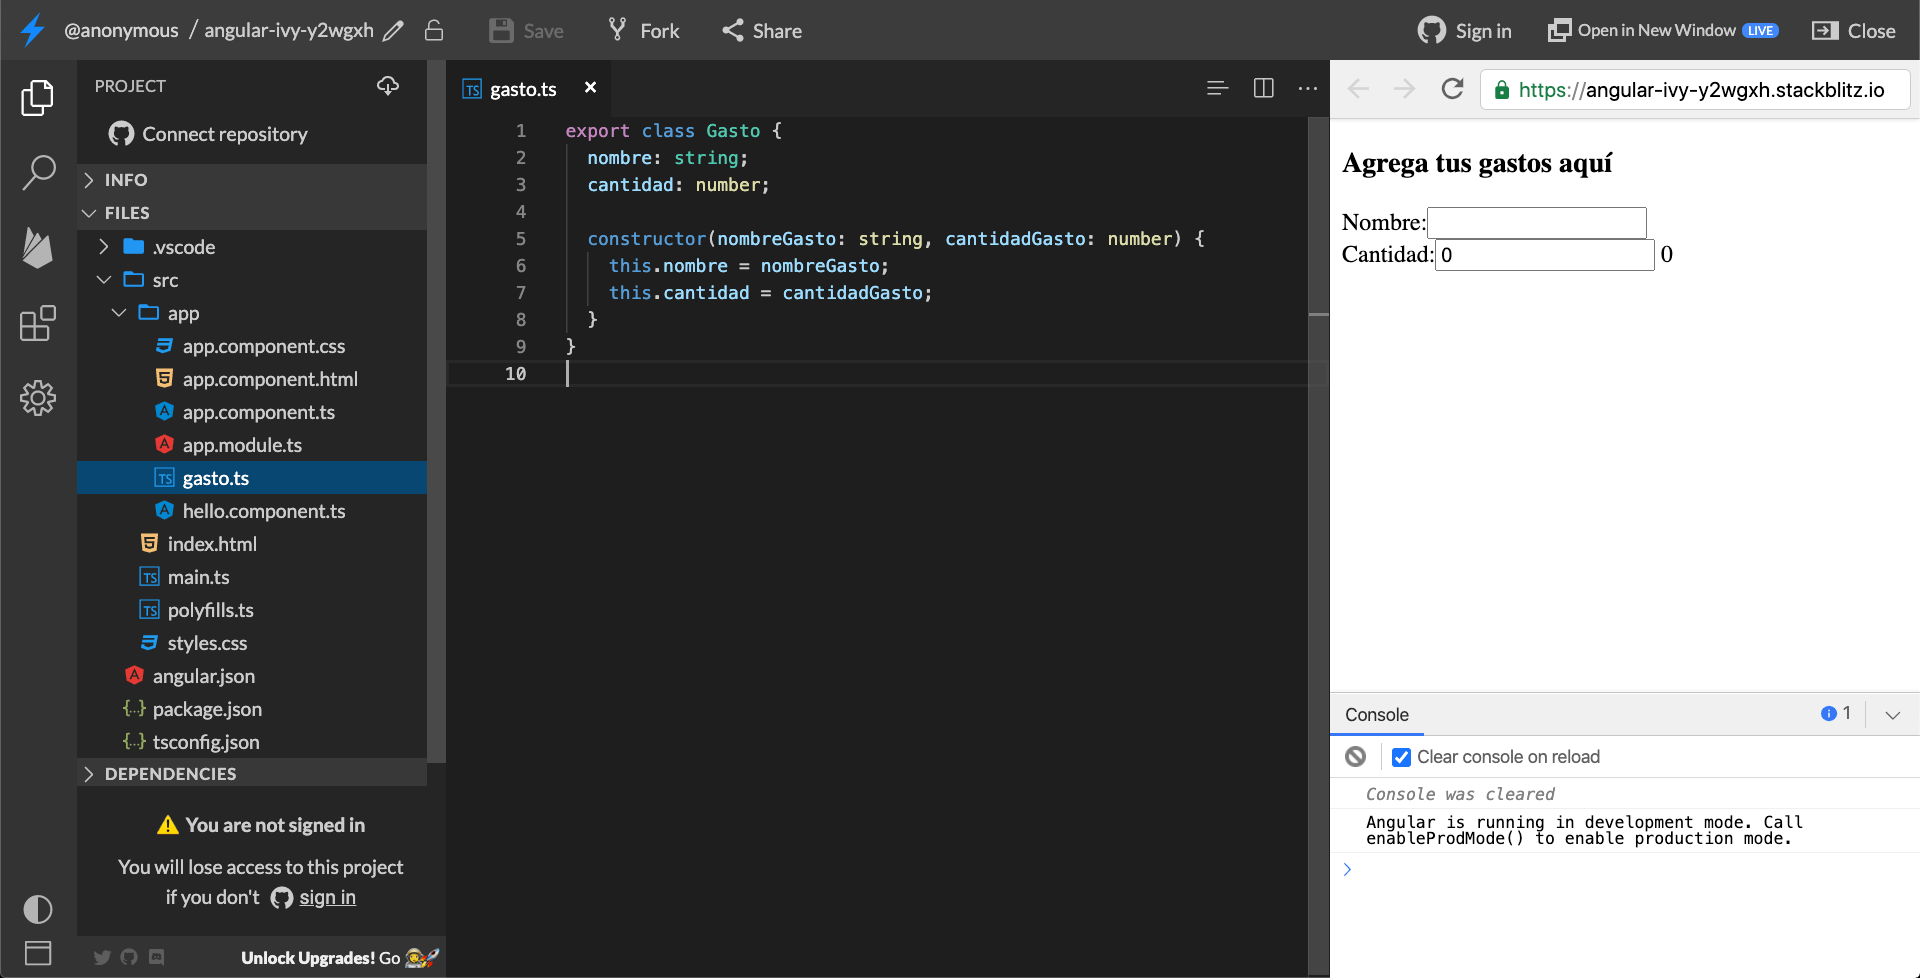 @anonymous / angular-ivy-y2wgxh Save Fork Share Sign in Open in New Window LIVE Close
PROJECT
Connect repository
INFO
FILES
.vscode
src
app
app.component.css
app.component.html
app.component.ts
app.module.ts
TS gasto.ts
hello.component.ts
index.html
TS main.ts
TS polyfills.ts
styles.css
angular.json
{..} package.json
{..} tsconfig.json
DEPENDENCIES
You are not signed in
You will lose access to this project
if you don't sign in
Unlock Upgrades! Go
TS gasto.ts ×
1 export class Gasto {
2 nombre: string;
3 cantidad: number;
4
5 constructor(nombreGasto: string, cantidadGasto: number) {
6 this.nombre = nombreGasto;
7 this.cantidad = cantidadGasto;
8 }
9 }
10
https://angular-ivy-y2wgxh.stackblitz.io
Agrega tus gastos aquí
Nombre:
Cantidad: 0 0
Console 1
Clear console on reload
Console was cleared
Angular is running in development mode. Call
enableProdMode() to enable production mode.
>